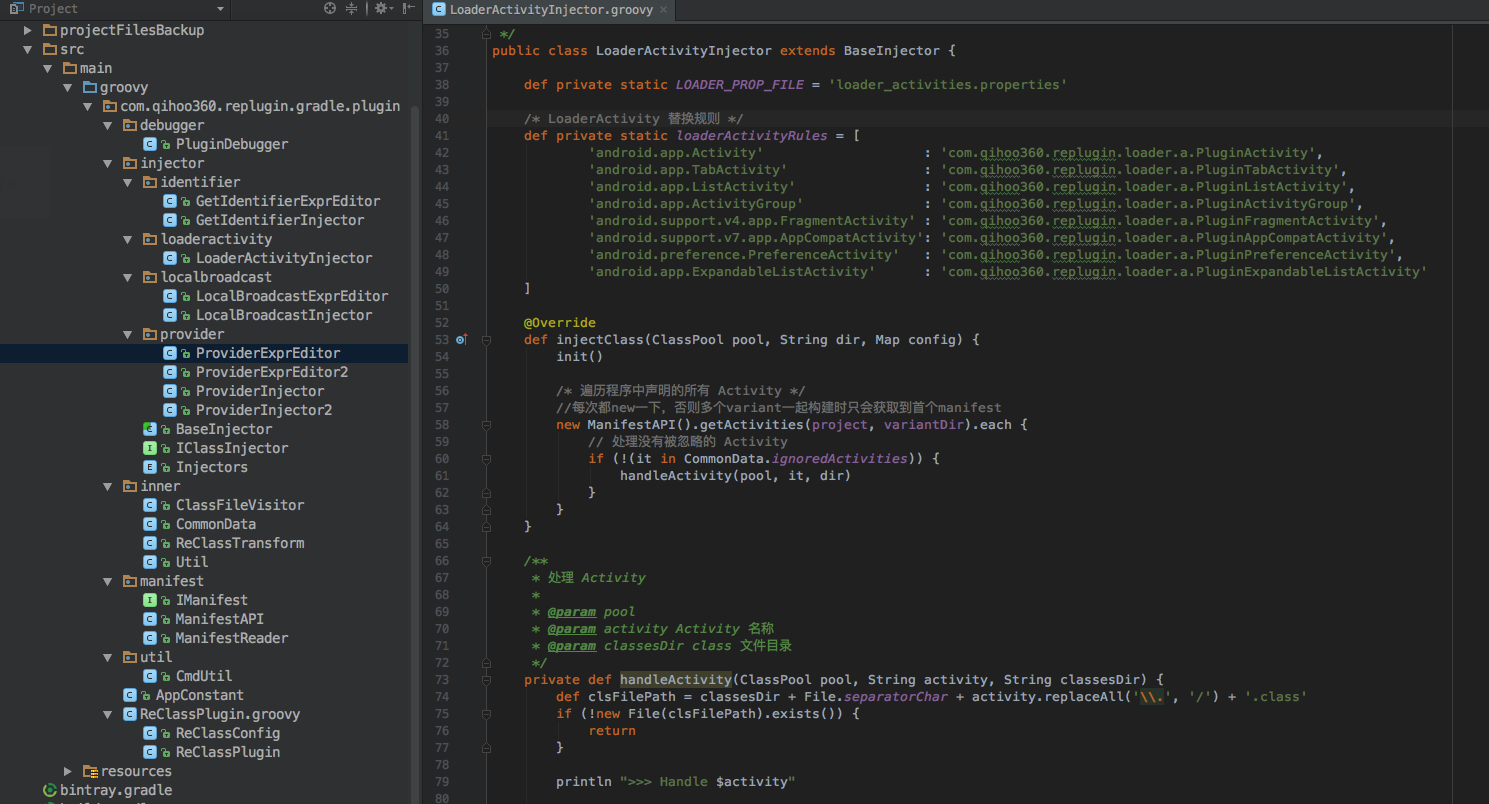 Project
projectFilesBackup
src
main
groovy
com.qihoo360.replugin.gradle.plugin
debugger
PluginDebugger
injector
identifier
GetIdentifierExprEditor
GetIdentifierInjector
loaderactivity
LoaderActivityInjector
localbroadcast
LocalBroadcastExprEditor
LocalBroadcastInjector
provider
ProviderExprEditor
ProviderExprEditor2
ProviderInjector
ProviderInjector2
BaseInjector
IClassInjector
Injectors
inner
ClassFileVisitor
CommonData
ReClassTransform
Util
manifest
IManifest
ManifestAPI
ManifestReader
util
CmdUtil
AppConstant
ReClassPlugin.groovy
ReClassConfig
ReClassPlugin
resources
bintray.gradle
LoaderActivityInjector.groovy
35 */
36 public class LoaderActivityInjector extends BaseInjector {
37
38 def private static LOADER_PROP_FILE = 'loader_activities.properties'
39
40 /* LoaderActivity 替换规则 */
41 def private static loaderActivityRules = [
42 'android.app.Activity' : 'com.qihoo360.replugin.loader.a.PluginActivity',
43 'android.app.TabActivity' : 'com.qihoo360.replugin.loader.a.PluginTabActivity',
44 'android.app.ListActivity' : 'com.qihoo360.replugin.loader.a.PluginListActivity',
45 'android.app.ActivityGroup' : 'com.qihoo360.replugin.loader.a.PluginActivityGroup',
46 'android.support.v4.app.FragmentActivity' : 'com.qihoo360.replugin.loader.a.PluginFragmentActivity',
47 'android.support.v7.app.AppCompatActivity': 'com.qihoo360.replugin.loader.a.PluginAppCompatActivity',
48 'android.preference.PreferenceActivity' : 'com.qihoo360.replugin.loader.a.PluginPreferenceActivity',
49 'android.app.ExpandableListActivity' : 'com.qihoo360.replugin.loader.a.PluginExpandableListActivity'
50 ]
51
52 @Override
53 def injectClass(ClassPool pool, String dir, Map config) {
54 init()
55
56 /* 遍历程序中声明的所有 Activity */
57 //每次都new一下，否则多个variant一起构建时只会获取到首个manifest
58 new ManifestAPI().getActivities(project, variantDir).each {
59 // 处理没有被忽略的 Activity
60 if (!(it in CommonData.ignoredActivities)) {
61 handleActivity(pool, it, dir)
62 }
63 }
64 }
65
66 /**
67 * 处理 Activity
68 *
69 * @param pool
70 * @param activity Activity 名称
71 * @param classesDir class 文件目录
72 */
73 private def handleActivity(ClassPool pool, String activity, String classesDir) {
74 def clsFilePath = classesDir + File.separatorChar + activity.replaceAll('\\.', '/') + '.class'
75 if (!new File(clsFilePath).exists()) {
76 return
77 }
78
79 println ">>> Handle $activity"
80